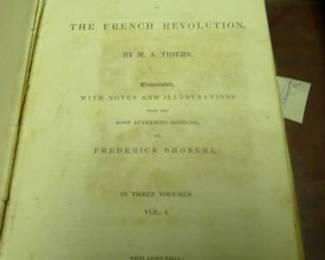 THE FRENCH REVOLUTION,
BY M. A. THIERS.
Translated,
WITH NOTES AND ILLUSTRATIONS
FROM THE
MOST AUTHENTIC SOURCES,
BY
FREDERICK SHOBERL.
IN THREE VOLUMES.
VOL. I.
PHILADELPHIA: